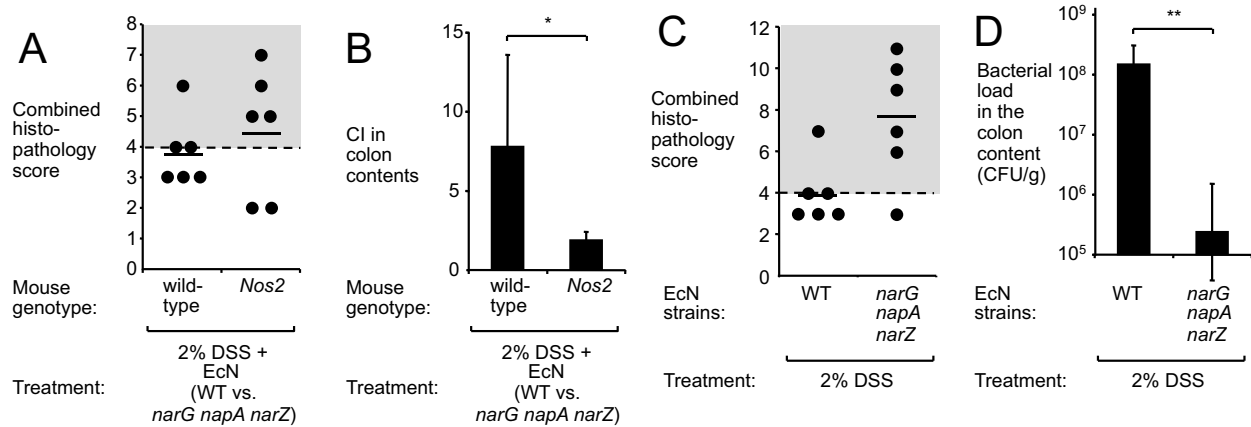 A
Combined
histo-
pathology
score
8
7
6
5
4
3
2
1
0
Mouse
genotype:
wild-
type
Nos2
Treatment:
2% DSS +
EcN
(WT vs.
narG napA narZ)
B
CI in
colon
contents
15
10
5
0
*
Mouse
genotype:
wild-
type
Nos2
Treatment:
2% DSS +
EcN
(WT vs.
narG napA narZ)
C
Combined
histo-
pathology
score
12
10
8
6
4
2
0
EcN
strains:
WT
narG
napA
narZ
Treatment:
2% DSS
D
Bacterial
load
in the
colon
content
(CFU/g)
10⁹
10⁸
10⁷
10⁶
10⁵
**
EcN
strains:
WT
narG
napA
narZ
Treatment:
2% DSS